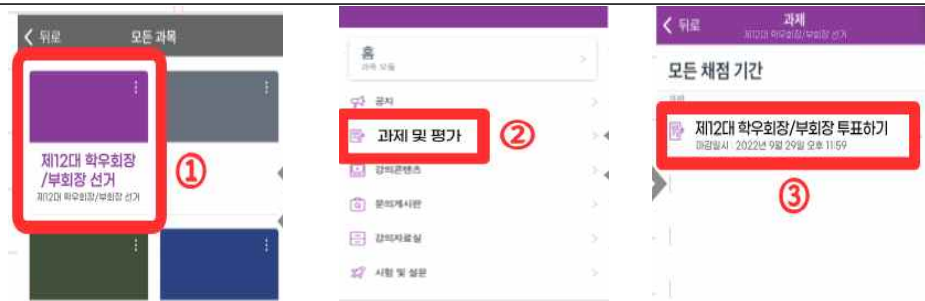 뒤로
모든 과목
제12대 학우회장
/부회장 선거
제12대 학우회장/부회장 선거
①
홈
과목 모듈
공지
과제 및 평가
②
강의콘텐츠
문의게시판
강의자료실
시험 및 설문
뒤로
과제
제12대 학우회장/부회장 선거
모든 채점 기간
과제
제12대 학우회장/부회장 투표하기
마감일시 : 2022년 9월 29일 오후 11:59
③